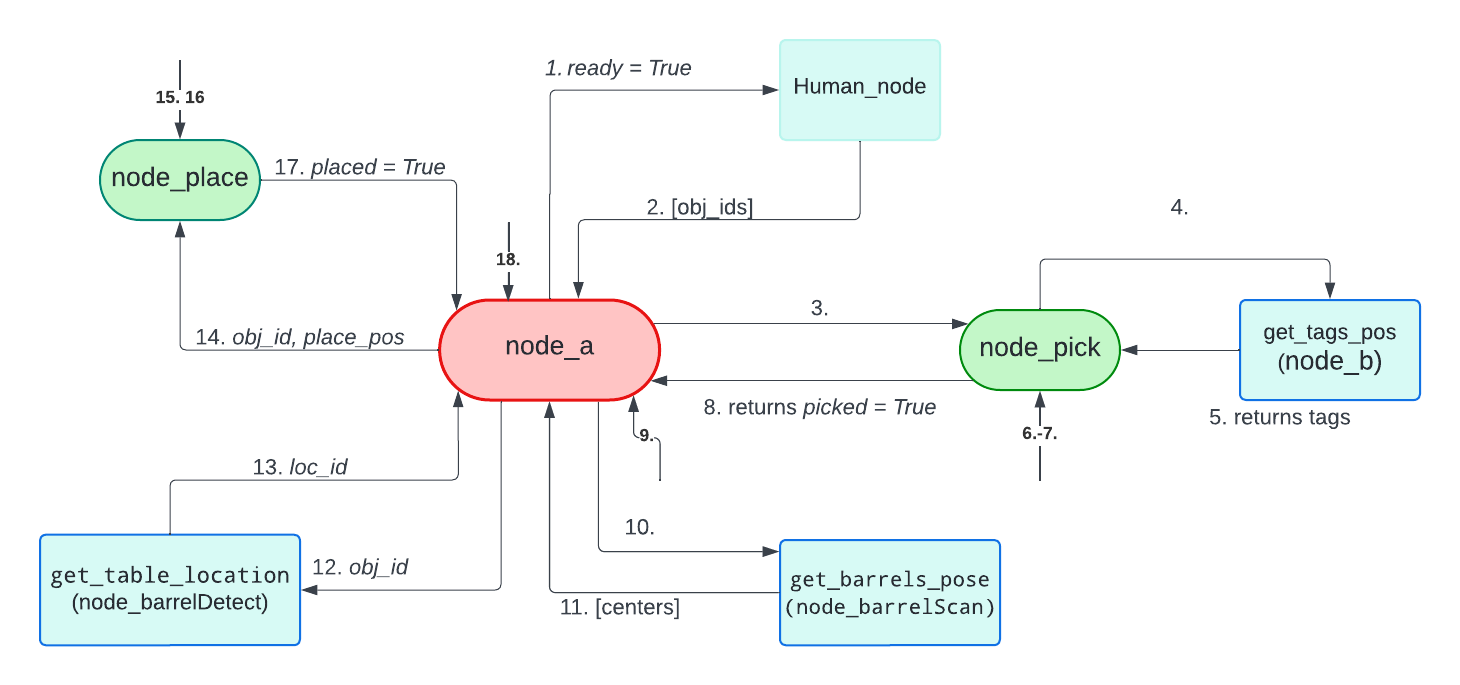 1. ready = True
Human_node
15. 16
node_place
17. placed = True
2. [obj_ids]
4.
18.
3.
node_a
node_pick
get_tags_pos
(node_b)
14. obj_id, place_pos
8. returns picked = True
5. returns tags
9.
6.-7.
13. loc_id
10.
12. obj_id
get_table_location
(node_barrelDetect)
get_barrels_pose
(node_barrelScan)
11. [centers]